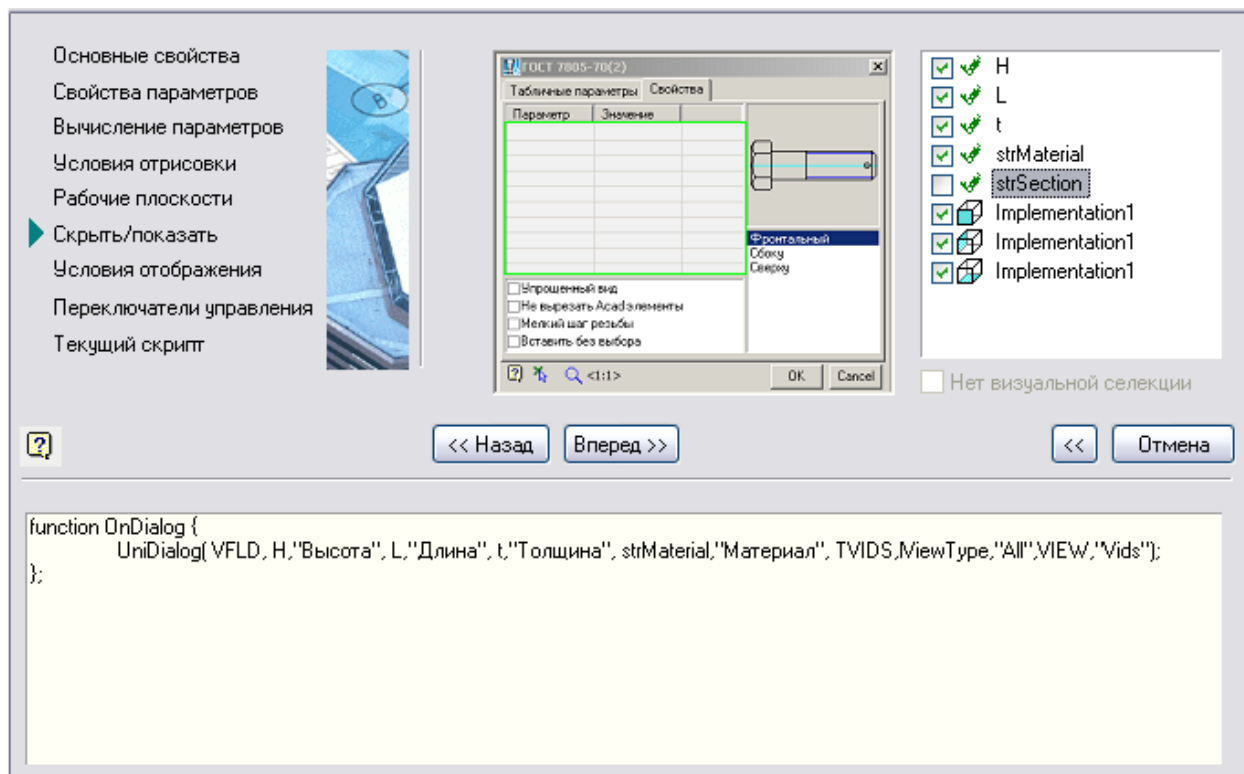 Основные свойства
Свойства параметров
Вычисление параметров
Условия отрисовки
Рабочие плоскости
Скрыть/показать
Условия отображения
Переключатели управления
Текущий скрипт
B
ГОСТ 7805-70(2)
Табличные параметры Свойства
Параметр Значение
Фронтальный
Сбоку
Сверху
Упрощенный вид
Не вырезать Acad элементы
Мелкий шаг резьбы
Вставить без выбора
<1:1> OK Cancel
H
L
t
strMaterial
strSection
Implementation1
Implementation1
Implementation1
Нет визуальной селекции
<< Назад Вперед >> << Отмена
function OnDialog {
UniDialog( VFLD, H,"Высота", L,"Длина", t,"Толщина", strMaterial,"Материал", TVIDS,iViewType,"All",VIEW,"Vids");
};